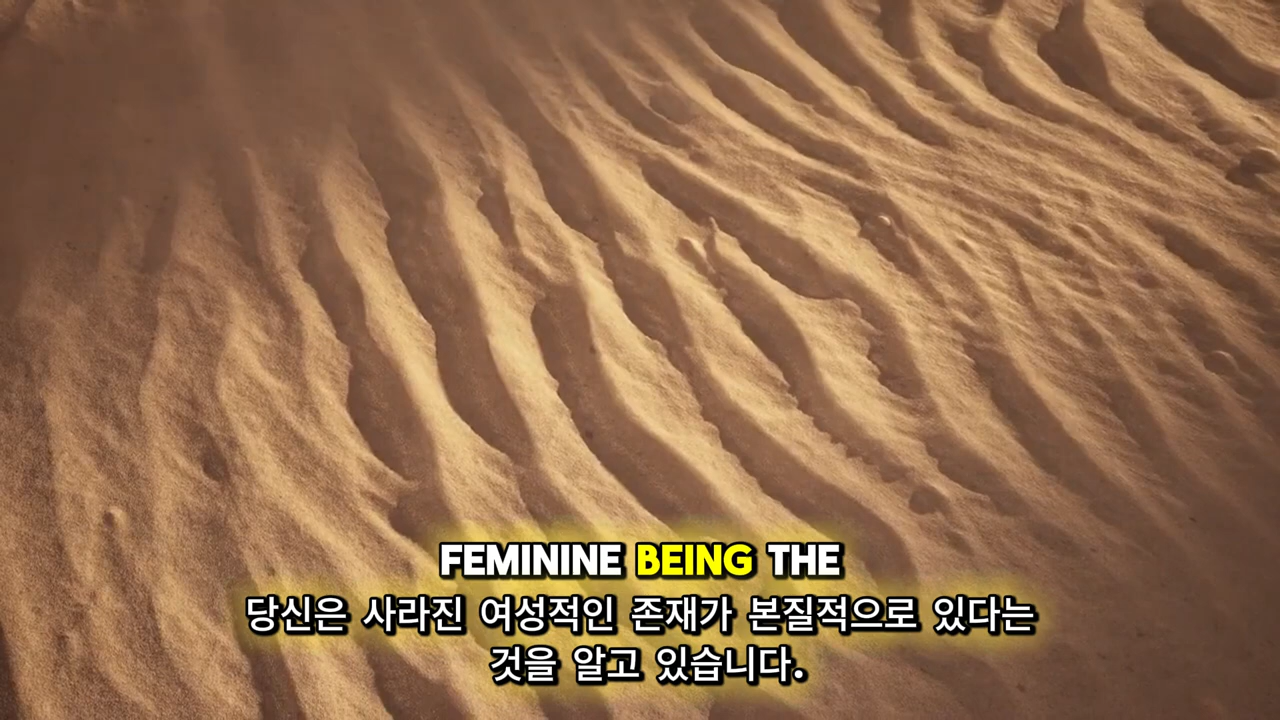 FEMININE BEING THE
당신은 사라진 여성적인 존재가 본질적으로 있다는
것을 알고 있습니다.